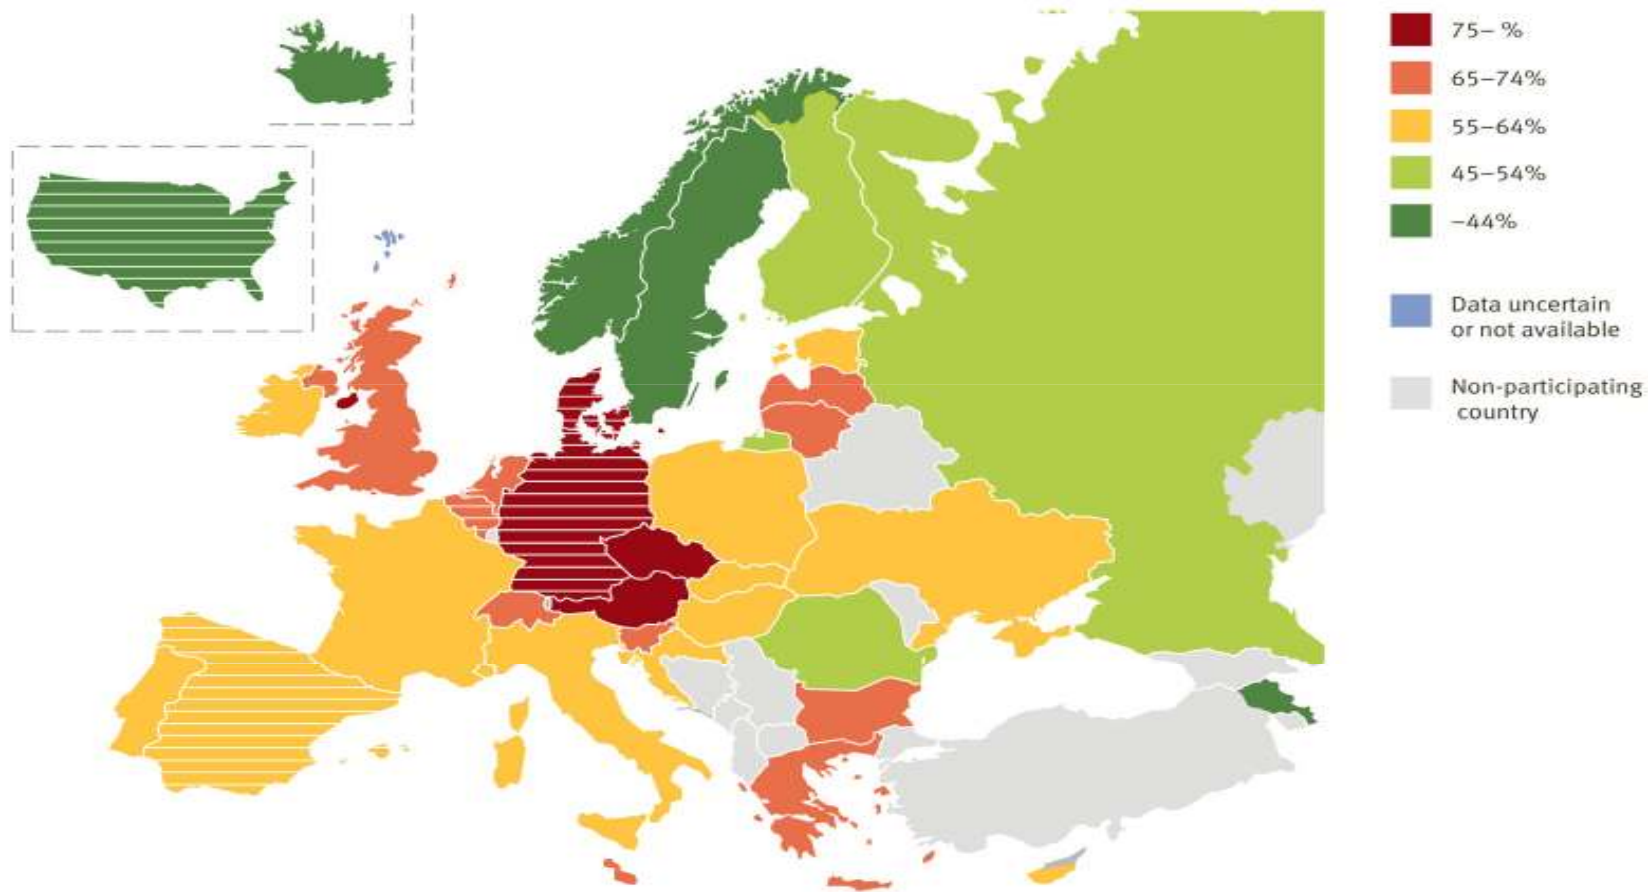 75– %
65–74%
55–64%
45–54%
–44%
Data uncertain
or not available
Non-participating
country